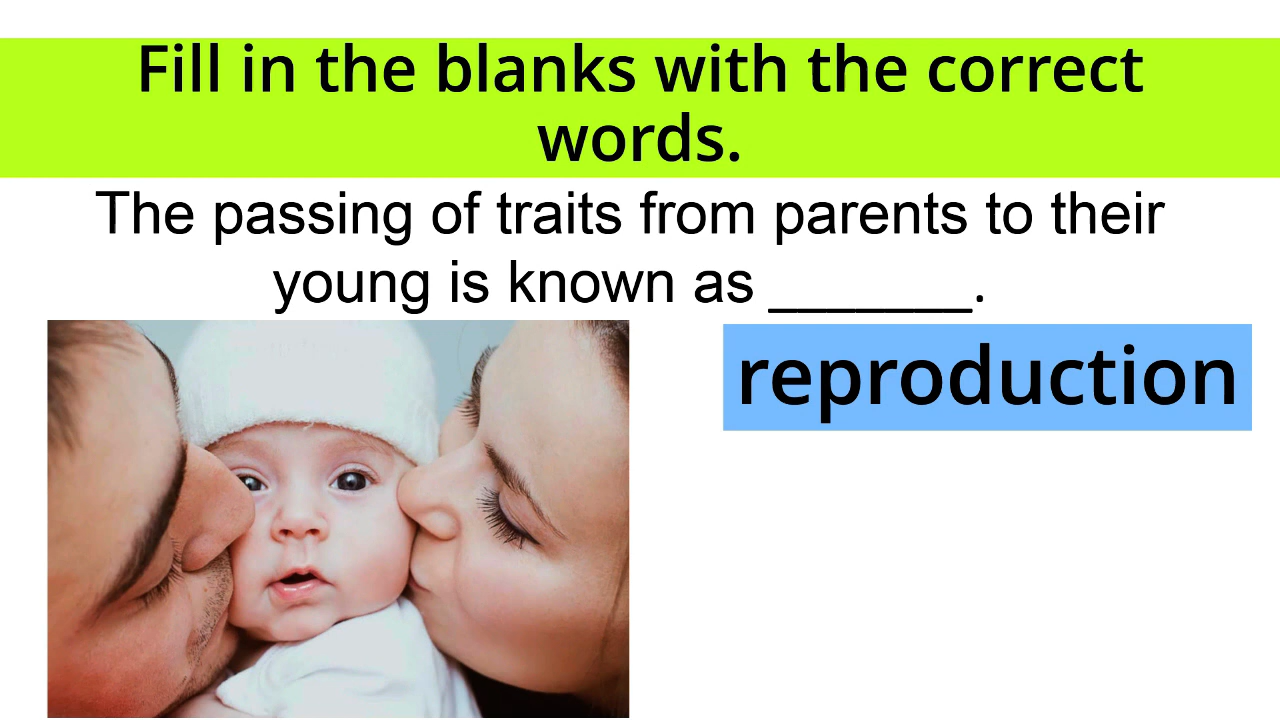 Fill in the blanks with the correct
words.
The passing of traits from parents to their
young is known as _______.
reproduction